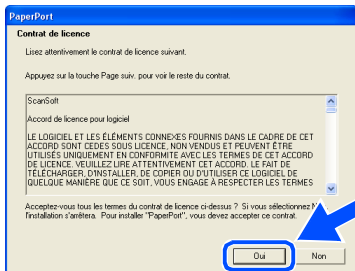 PaperPort
Contrat de licence
Lisez attentivement le contrat de licence suivant.
Appuyez sur la touche Page suiv. pour voir le reste du contrat.
ScanSoft
Accord de licence pour logiciel
LE LOGICIEL ET LES ÉLÉMENTS CONNEXES FOURNIS DANS LE CADRE DE CET
ACCORD SONT CEDES SOUS LICENCE, NON VENDUS ET PEUVENT ÊTRE
UTILISÉS UNIQUEMENT EN CONFORMITE AVEC LES TERMES DE CET ACCORD
DE LICENCE. VEUILLEZ LIRE ATTENTIVEMENT CET ACCORD. LE FAIT DE
TÉLÉCHARGER, D'INSTALLER, DE COPIER OU D'UTILISER CE LOGICIEL DE
QUELQUE MANIÈRE QUE CE SOIT, VOUS ENGAGE À RESPECTER LES TERMES
Acceptez-vous tous les termes du contrat de licence ci-dessus ? Si vous sélectionnez
l'installation s'arrêtera. Pour installer "PaperPort", vous devez accepter ce contrat.
Oui
Non